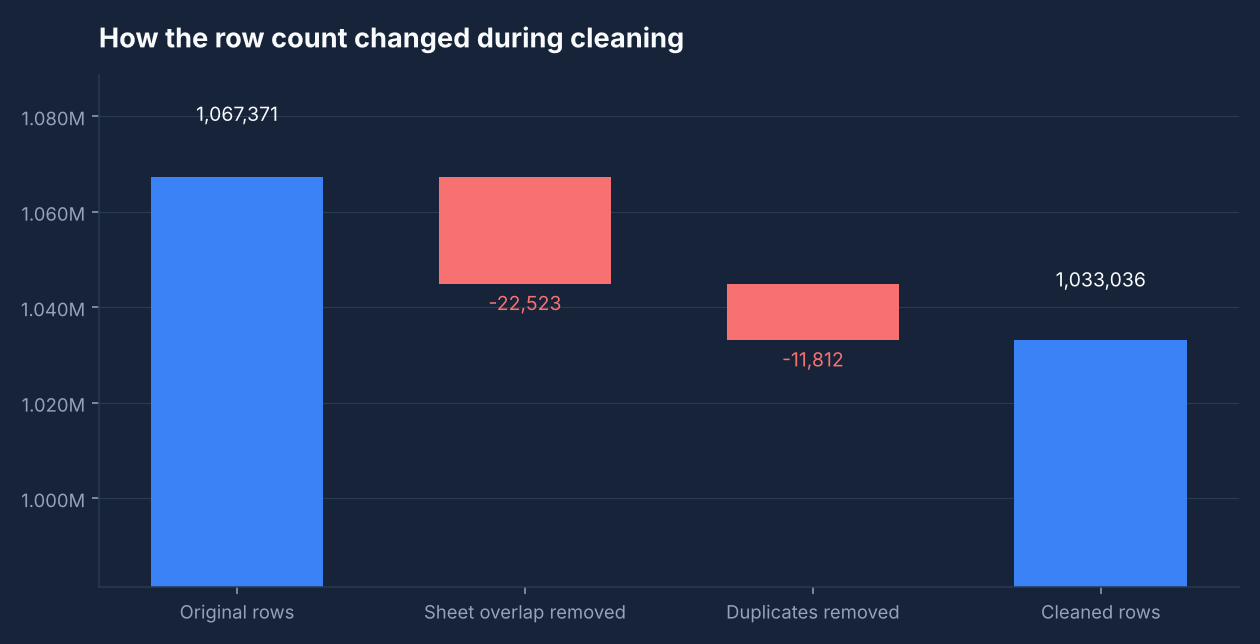 How the row count changed during cleaning
1.080M
1.060M
1.040M
1.020M
1.000M
1,067,371
-22,523
-11,812
1,033,036
Original rows
Sheet overlap removed
Duplicates removed
Cleaned rows